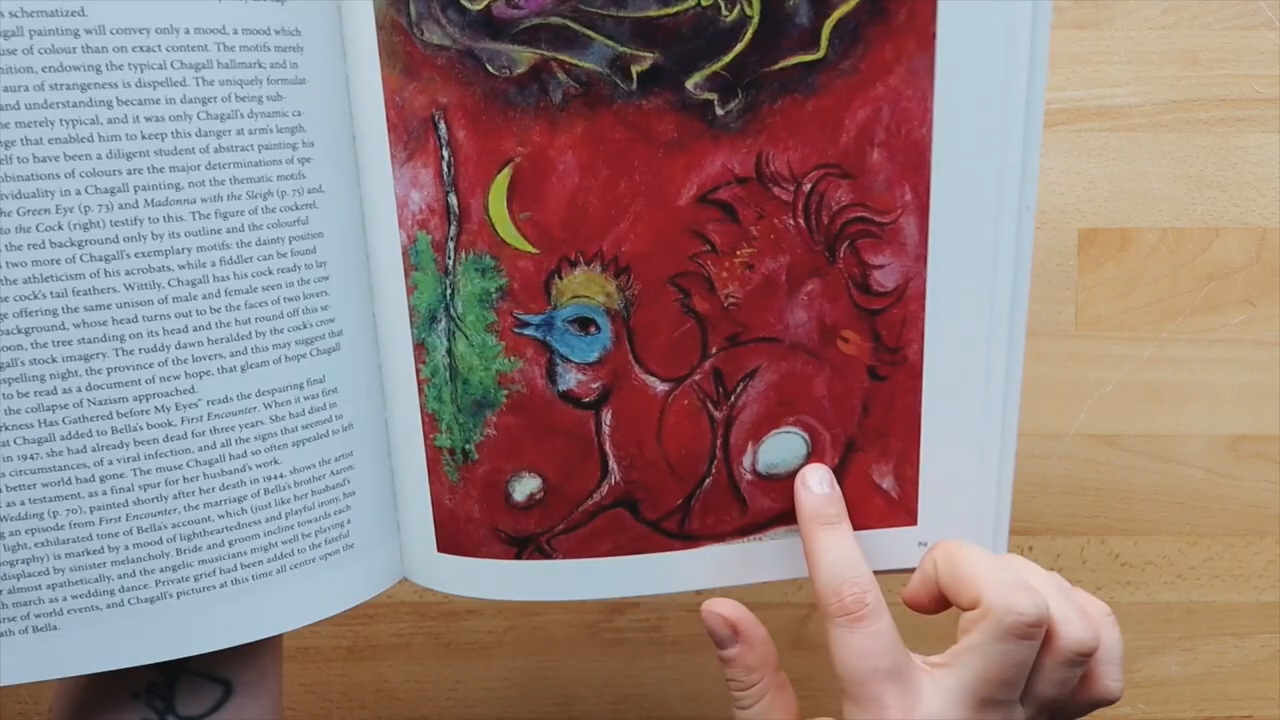 s schematized.
gall painting will convey only a mood, a mood which
use of colour than on exact content. The motifs merely
nition, endowing the typical Chagall hallmark; and in
aura of strangeness is dispelled. The uniquely formulat-
and understanding became in danger of being sub-
e merely typical, and it was only Chagall's dynamic ca-
ge that enabled him to keep this danger at arm's length.
elf to have been a diligent student of abstract painting: his
binations of colours are the major determinations of spe-
ividuality in a Chagall painting, not the thematic motifs.
he Green Eye (p. 73) and Madonna with the Sleigh (p. 75) and,
to the Cock (right) testify to this. The figure of the cockerel,
the red background only by its outline and the colourful
two more of Chagall's exemplary motifs: the dainty position
the athleticism of his acrobats, while a fiddler can be found
e cock's tail feathers. Wittily, Chagall has his cock ready to lay
ge offering the same unison of male and female seen in the cow
background, whose head turns out to be the faces of two lovers.
oon, the tree standing on its head and the hut round off this se-
gall's stock imagery. The ruddy dawn heralded by the cock's crow
spelling night, the province of the lovers, and this may suggest that
to be read as a document of new hope, that gleam of hope Chagall
the collapse of Nazism approached.
rkness Has Gathered before My Eyes" reads the despairing final
at Chagall added to Bella's book, First Encounter. When it was first
in 1947, she had already been dead for three years. She had died in
s circumstances, of a viral infection, and all the signs that seemed to
better world had gone. The muse Chagall had so often appealed to left
as a testament, as a final spur for her husband's work.
Wedding (p. 70), painted shortly after her death in 1944, shows the artist
g an episode from First Encounter, the marriage of Bella's brother Aaron;
light, exhilarated tone of Bella's account, which (just like her husband's
ography) is marked by a mood of lightheartedness and playful irony, has
displaced by sinister melancholy. Bride and groom incline towards each
r almost apathetically, and the angelic musicians might well be playing a
h march as a wedding dance. Private grief had been added to the fateful
rse of world events, and Chagall's pictures at this time all centre upon the
ath of Bella.